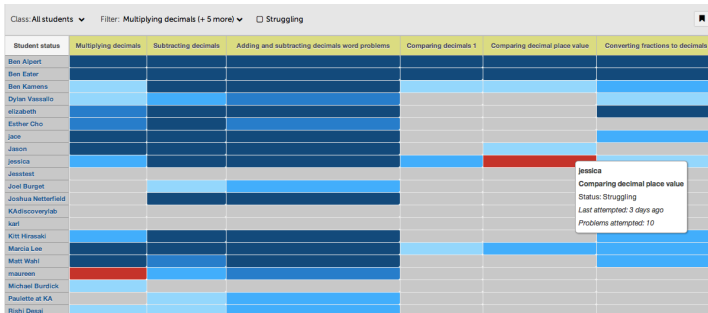 Class: All students Filter: Multiplying decimals (+ 5 more) Struggling
Student status Multiplying decimals Subtracting decimals Adding and subtracting decimals word problems Comparing decimals 1 Comparing decimal place value Converting fractions to decimals
Ben Alpert
Ben Eater
Ben Kamens
Dylan Vassallo
elizabeth
Esther Cho
jace
Jason
jessica
Jesstest
Joel Burget
Joshua Netterfield
KAdiscoverylab
karl
Kitt Hirasaki
Marcia Lee
Matt Wahl
maureen
Michael Burdick
Paulette at KA
Rishi Desai
jessica
Comparing decimal place value
Status: Struggling
Last attempted: 3 days ago
Problems attempted: 10